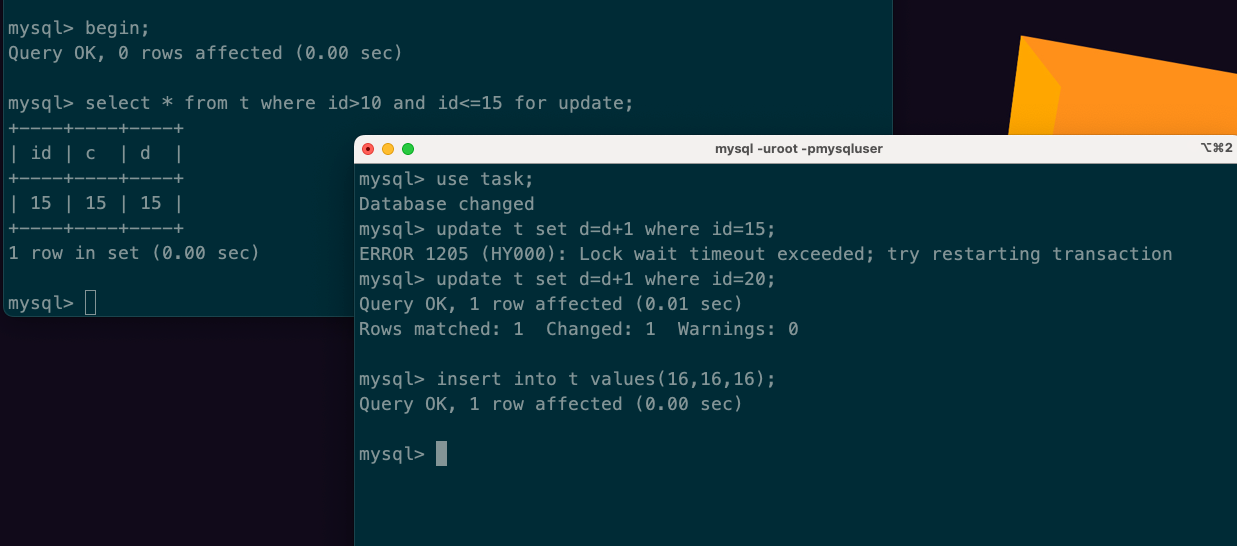 mysql> begin;
Query OK, 0 rows affected (0.00 sec)
mysql> select * from t where id>10 and id<=15 for update;
+----+----+----+
| id | c  | d  |
+----+----+----+
| 15 | 15 | 15 |
+----+----+----+
1 row in set (0.00 sec)
mysql>
mysql -uroot -pmysqluser
⌥⌘2
mysql> use task;
Database changed
mysql> update t set d=d+1 where id=15;
ERROR 1205 (HY000): Lock wait timeout exceeded; try restarting transaction
mysql> update t set d=d+1 where id=20;
Query OK, 1 row affected (0.01 sec)
Rows matched: 1  Changed: 1  Warnings: 0
mysql> insert into t values(16,16,16);
Query OK, 1 row affected (0.00 sec)
mysql>